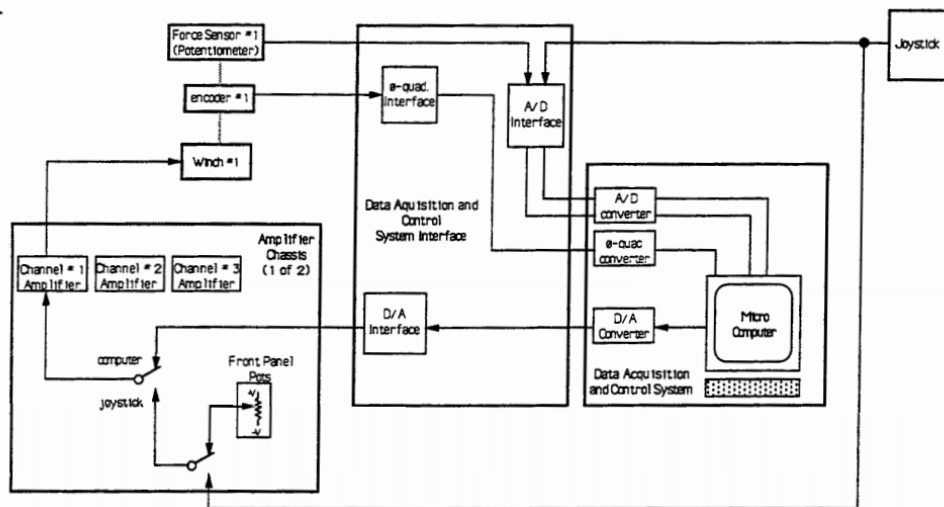 Force Sensor #1
(Potentiometer)
encoder #1
Winch #1
ø-quad.
Interface
A/D
Interface
Joystick
Data Aquisition and
Control
System Interface
A/D
converter
ø-quad
converter
D/A
Converter
Micro
Computer
Data Acquisition
and Control System
Amplifier
Chassis
(1 of 2)
Channel # 1
Amplifier
Channel # 2
Amplifier
Channel # 3
Amplifier
D/A
Interface
computer
joystick
Front Panel
Pots